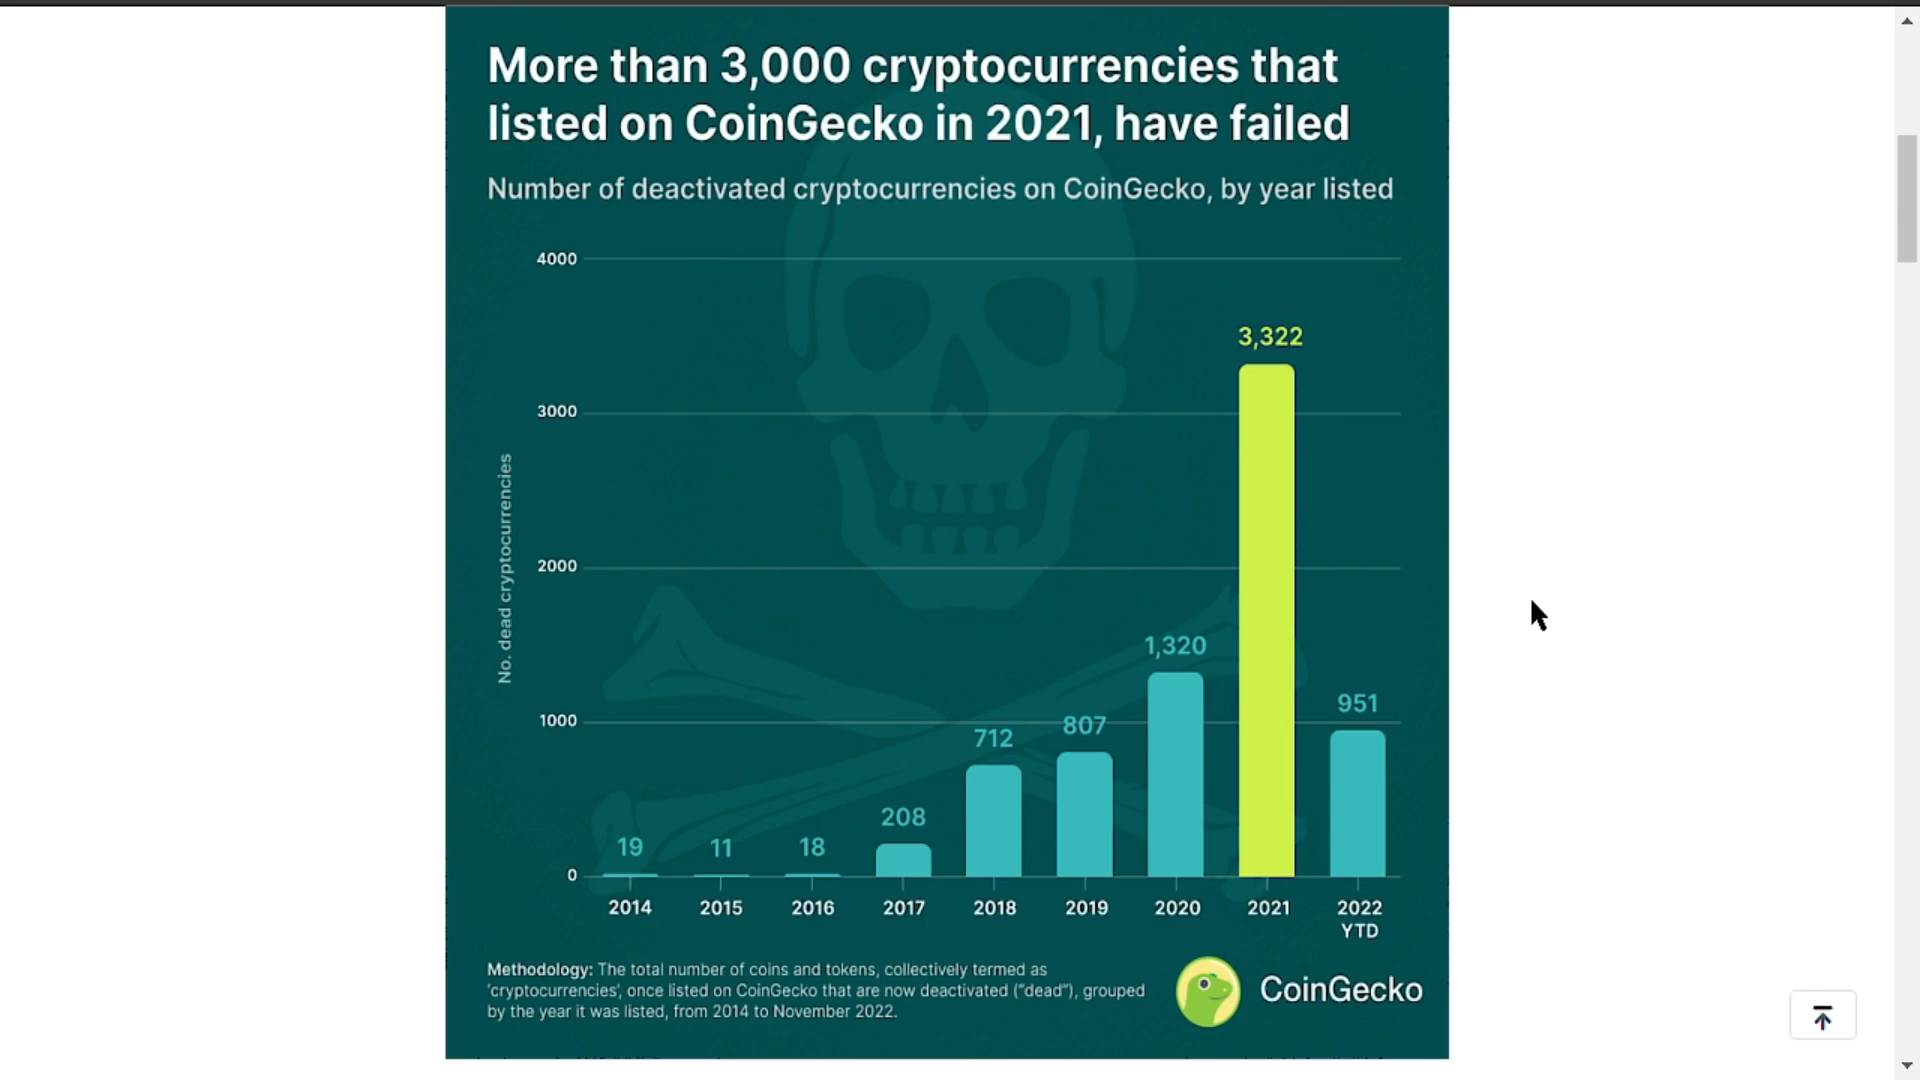 More than 3,000 cryptocurrencies that
listed on CoinGecko in 2021, have failed
Number of deactivated cryptocurrencies on CoinGecko, by year listed
4000
3,322
3000
No. dead cryptocurrencies
2000
1,320
951
1000
807
712
208
19
11
18
0
2014
2015
2016
2017
2018
2019
2020
2021
2022
YTD
Methodology: The total number of coins and tokens, collectively termed as
'cryptocurrencies', once listed on CoinGecko that are now deactivated ("dead"), grouped
by the year it was listed, from 2014 to November 2022.
CoinGecko